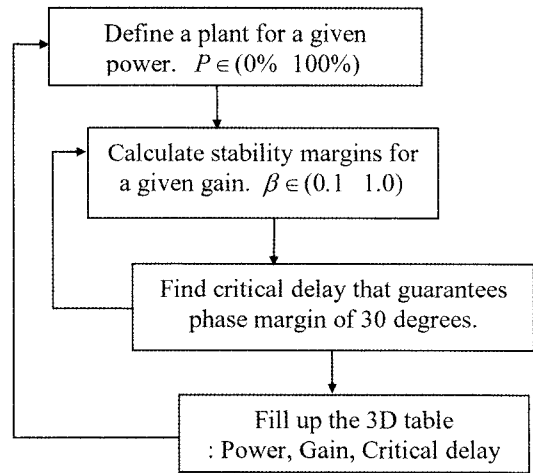 Define a plant for a given
power. P ∈ (0% 100%)
Calculate stability margins for
a given gain. β ∈ (0.1 1.0)
Find critical delay that guarantees
phase margin of 30 degrees.
Fill up the 3D table
: Power, Gain, Critical delay